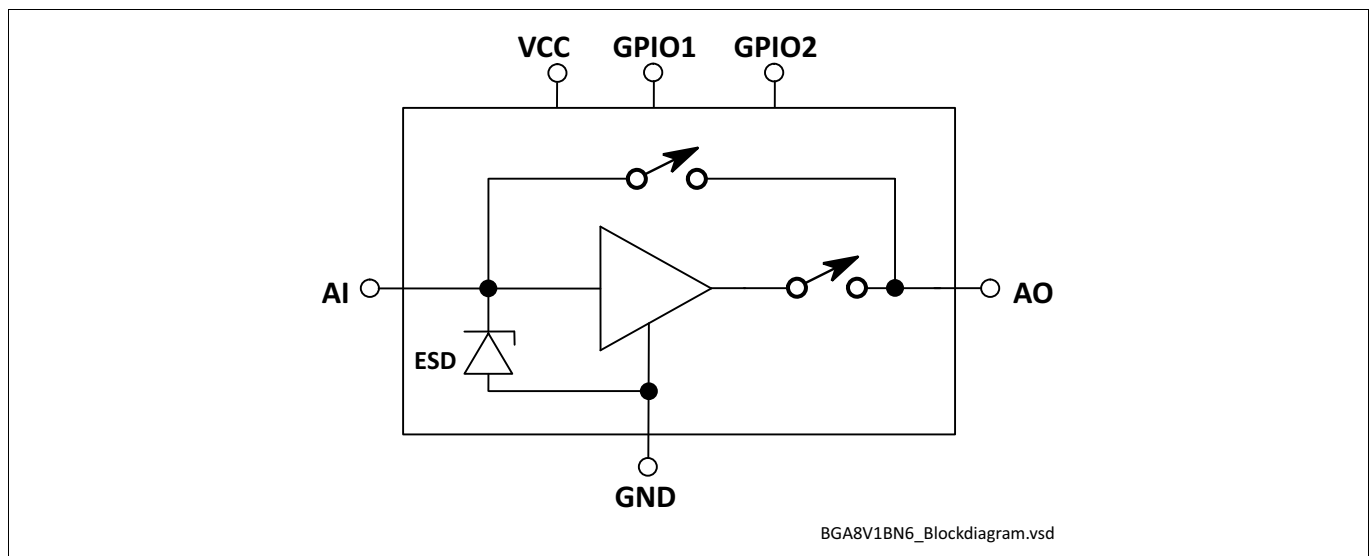 VCC GPIO1 GPIO2
AI
AO
ESD
GND
BGA8V1BN6_Blockdiagram.vsd